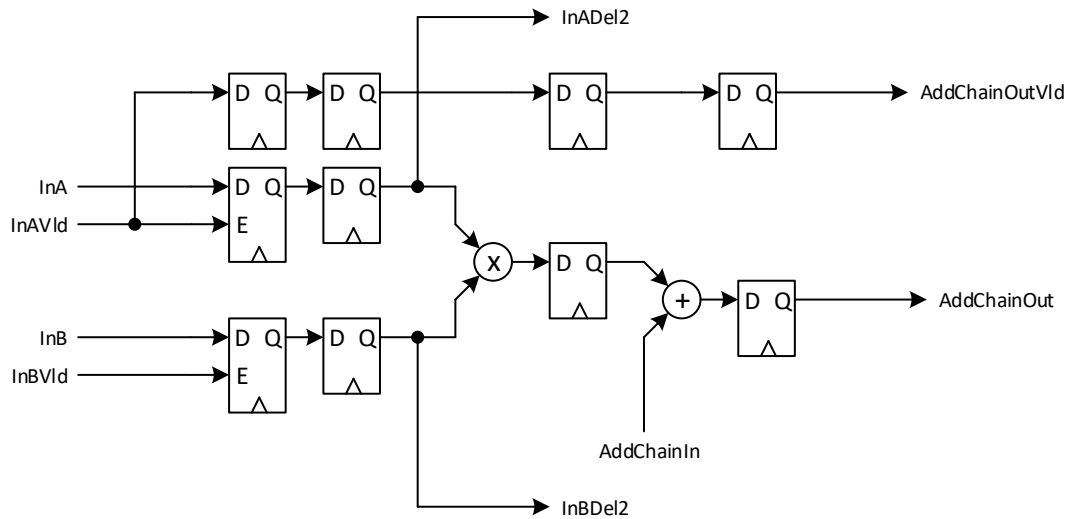 InADel2
D Q D Q D Q D Q AddChainOutVld
InA D Q D Q
InAVld E
x D Q
+ D Q AddChainOut
InB D Q D Q
InBVld E
AddChainIn
InBDel2